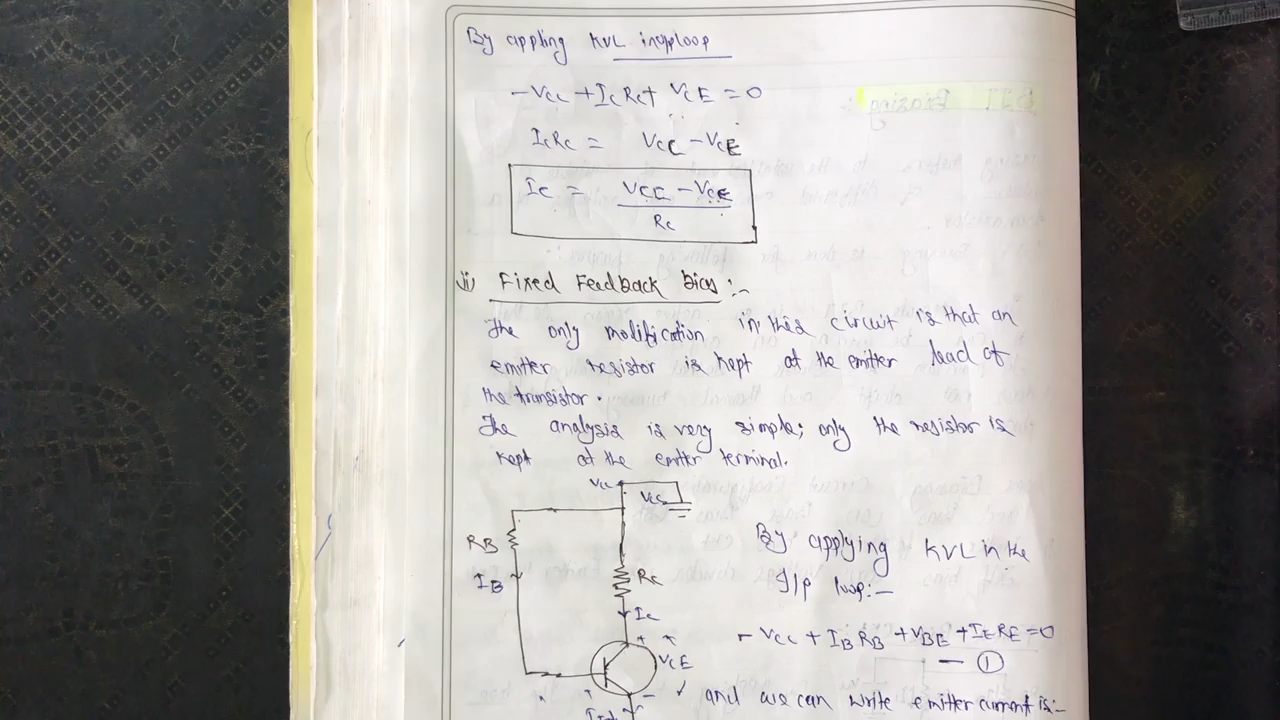 By appling KVL in o/p loop
-VCC + ICRC + VCE = 0
ICRC = VCC - VCE
IC = VCC - VCE
RC
ii) Fixed Feedback bias :-
The only modification in this circuit is that an
emitter resistor is kept at the emitter lead of
the transistor.
The analysis is very simple; only the resistor is
kept at the emitter terminal.
VCC
VCC
RB
IB
RC
IC
VCE
By applying KVL in the
I/p loop:-
- VCC + IBRB + VBE + IERE = 0
- ①
and we can write emitter current is:-